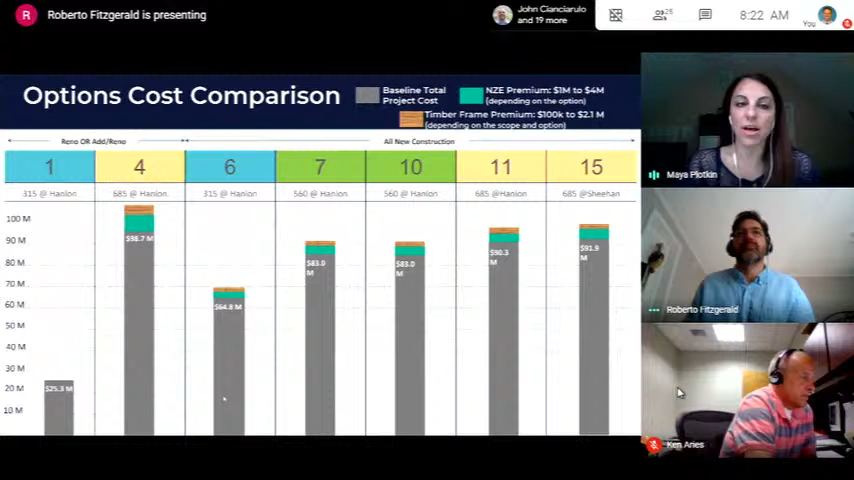 R Roberto Fitzgerald is presenting
John Cianciarulo
and 19 more
26
8:22 AM
You
Options Cost Comparison
Baseline Total
Project Cost
NZE Premium: $1M to $4M
(depending on the option)
Timber Frame Premium: $100k to $2.1 M
(depending on the scope and option)
Reno OR Add/Reno
All New Construction
1 4 6 7 10 11 15
315 @ Hanlon 685 @ Hanlon 315 @ Hanlon 560 @ Hanlon 560 @ Hanlon 685 @Hanlon 685 @Sheehan
100 M
90 M
80 M
70 M
60 M
50 M
40 M
30 M
20 M
10 M
$25.3 M
$98.7 M
$64.8 M
$83.0
M
$83.0
M
$90.3
M
$91.9
M
Maya Plotkin
Roberto Fitzgerald
Ken Aries